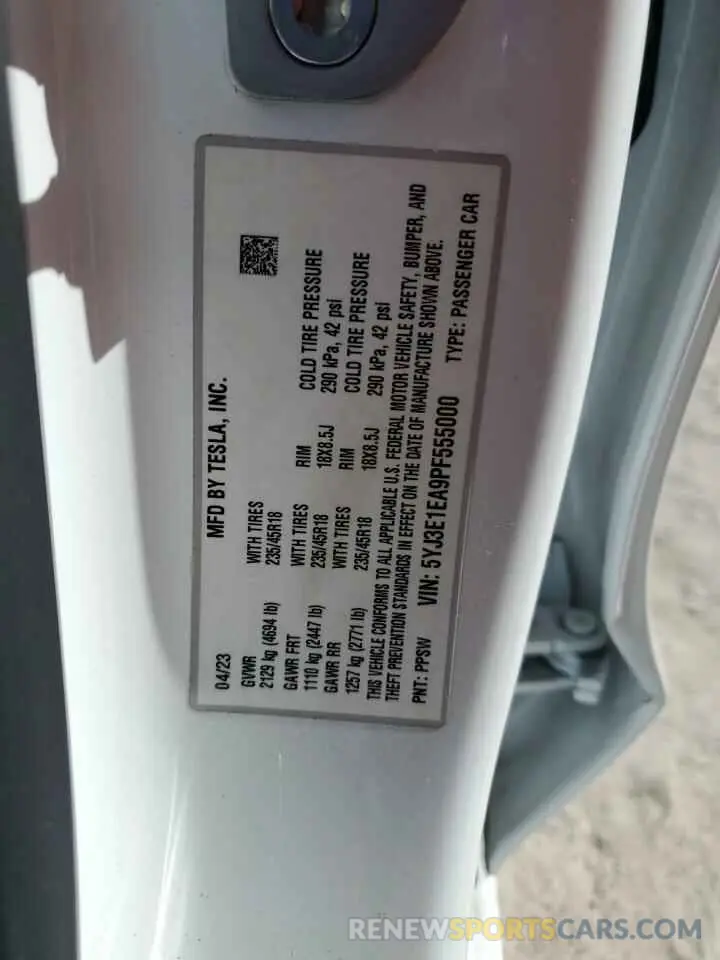 MFD BY TESLA, INC.
04/23
GVWR WITH TIRES
2129 kg (4694 lb) 235/45R18
GAWR FRT WITH TIRES RIM COLD TIRE PRESSURE
1110 kg (2447 lb) 235/45R18 18X8.5J 290 kPa, 42 psi
GAWR RR WITH TIRES RIM COLD TIRE PRESSURE
1257 kg (2771 lb) 235/45R18 18X8.5J 290 kPa, 42 psi
THIS VEHICLE CONFORMS TO ALL APPLICABLE U.S. FEDERAL MOTOR VEHICLE SAFETY, BUMPER, AND
THEFT PREVENTION STANDARDS IN EFFECT ON THE DATE OF MANUFACTURE SHOWN ABOVE.
PNT: PPSW VIN: 5YJ3E1EA9PF555000 TYPE: PASSENGER CAR
RENEWSPORTSCARS.COM